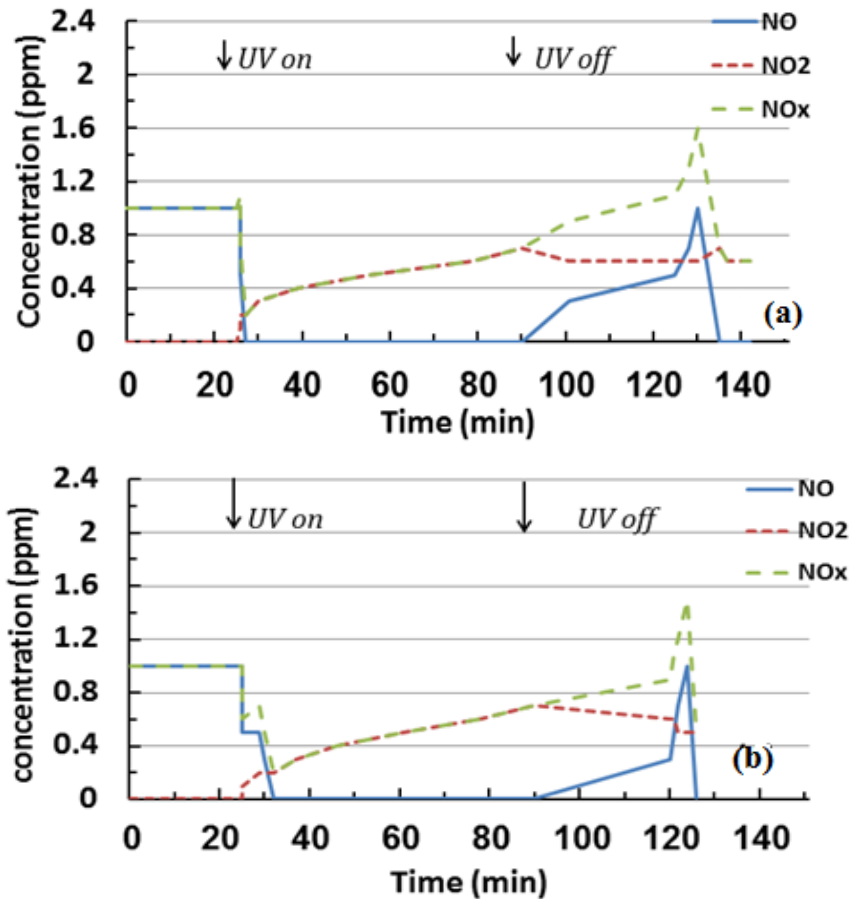 2.4
NO
UV on
UV off
2
NO2
1.6
NOx
1.2
0.8
0.4
(a)
0
0 20 40 60 80 100 120 140
Time (min)
Concentration (ppm)
2.4
NO
UV on
UV off
2
NO2
1.6
NOx
1.2
0.8
0.4
(b)
0
0 20 40 60 80 100 120 140
Time (min)
concentration (ppm)